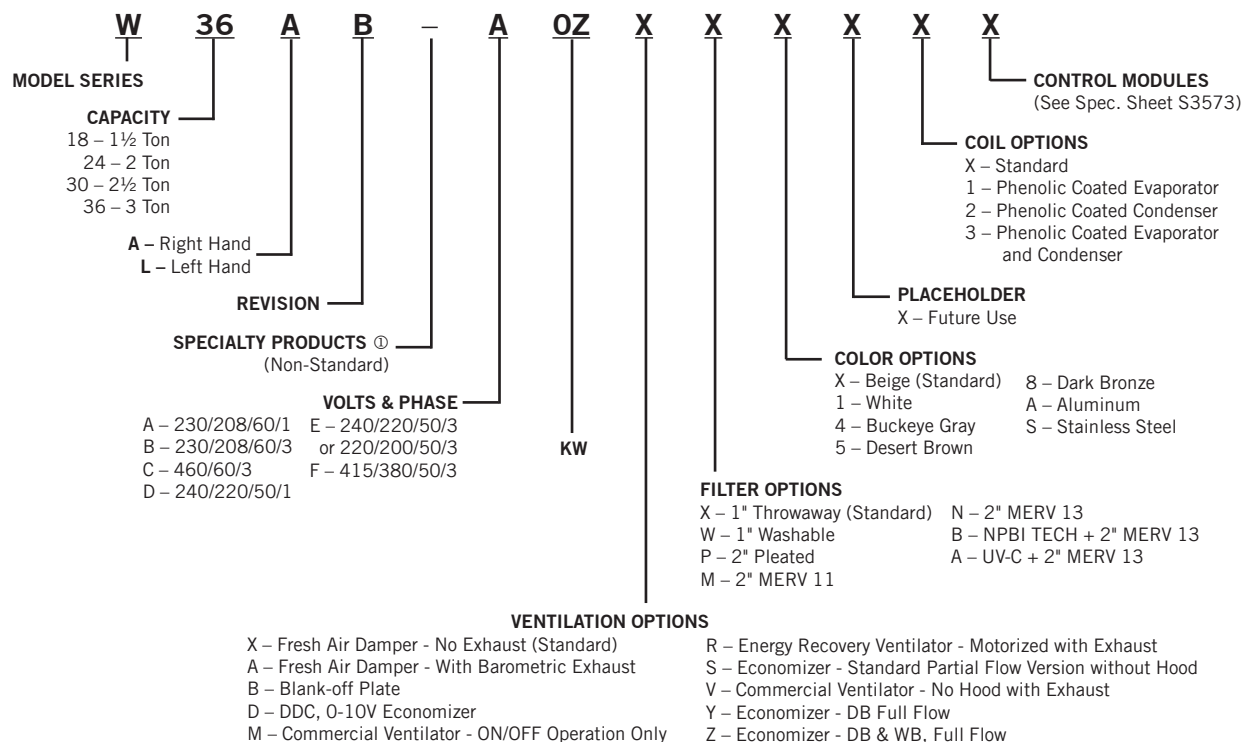 W 36 A B – A 0Z X X X X X X
MODEL SERIES
CAPACITY
18 – 1½ Ton
24 – 2 Ton
30 – 2½ Ton
36 – 3 Ton
A – Right Hand
L – Left Hand
REVISION
SPECIALTY PRODUCTS ①
(Non-Standard)
VOLTS & PHASE
A – 230/208/60/1
B – 230/208/60/3
C – 460/60/3
D – 240/220/50/1
E – 240/220/50/3
or 220/200/50/3
F – 415/380/50/3
KW
VENTILATION OPTIONS
X – Fresh Air Damper - No Exhaust (Standard)
A – Fresh Air Damper - With Barometric Exhaust
B – Blank-off Plate
D – DDC, 0-10V Economizer
M – Commercial Ventilator - ON/OFF Operation Only
R – Energy Recovery Ventilator - Motorized with Exhaust
S – Economizer - Standard Partial Flow Version without Hood
V – Commercial Ventilator - No Hood with Exhaust
Y – Economizer - DB Full Flow
Z – Economizer - DB & WB, Full Flow
FILTER OPTIONS
X – 1" Throwaway (Standard)
W – 1" Washable
P – 2" Pleated
M – 2" MERV 11
N – 2" MERV 13
B – NPBI TECH + 2" MERV 13
A – UV-C + 2" MERV 13
COLOR OPTIONS
X – Beige (Standard)
1 – White
4 – Buckeye Gray
5 – Desert Brown
8 – Dark Bronze
A – Aluminum
S – Stainless Steel
PLACEHOLDER
X – Future Use
COIL OPTIONS
X – Standard
1 – Phenolic Coated Evaporator
2 – Phenolic Coated Condenser
3 – Phenolic Coated Evaporator
and Condenser
CONTROL MODULES
(See Spec. Sheet S3573)